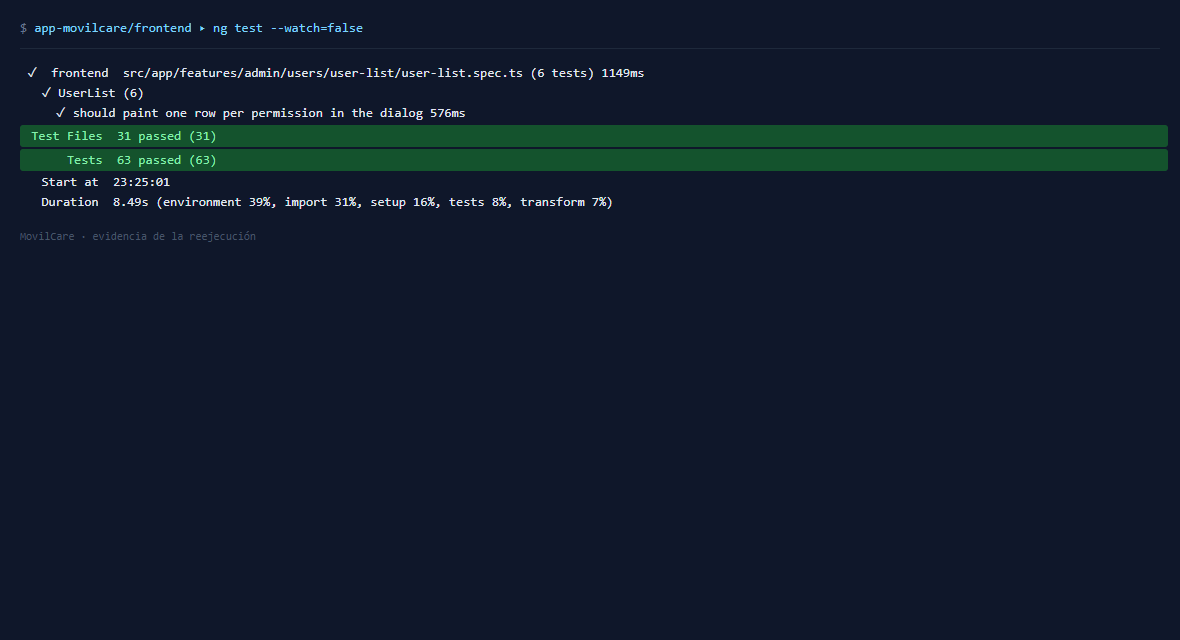 $ app-movilcare/frontend ▸ ng test --watch=false
✓ frontend src/app/features/admin/users/user-list/user-list.spec.ts (6 tests) 1149ms
✓ UserList (6)
✓ should paint one row per permission in the dialog 576ms
Test Files 31 passed (31)
Tests 63 passed (63)
Start at 23:25:01
Duration 8.49s (environment 39%, import 31%, setup 16%, tests 8%, transform 7%)
MovilCare · evidencia de la reejecución